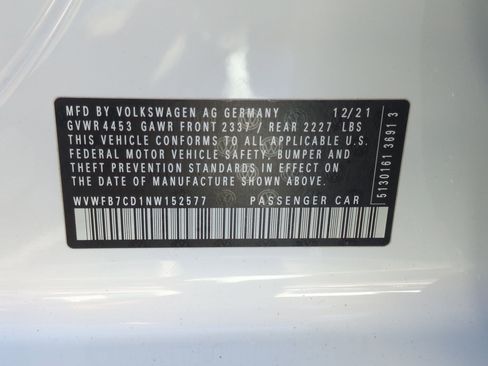 MFD BY VOLKSWAGEN AG GERMANY 12/21
GVWR 4453 GAWR FRONT 2337 / REAR 2227 LBS
THIS VEHICLE CONFORMS TO ALL APPLICABLE U.S.
FEDERAL MOTOR VEHICLE SAFETY, BUMPER AND
THEFT PREVENTION STANDARDS IN EFFECT ON THE
DATE OF MANUFACTURE SHOWN ABOVE.
WVWFB7CD1NW152577 PASSENGER CAR
5130161 3691 3